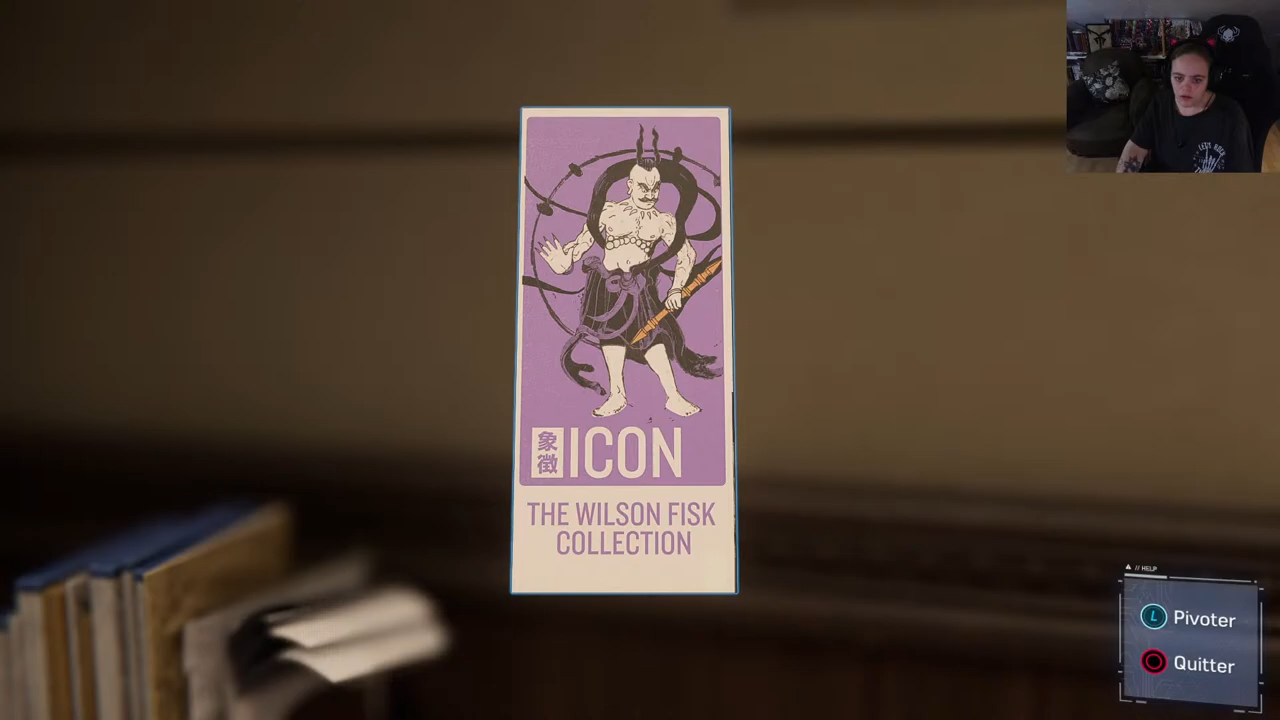 象徴 ICON
THE WILSON FISK
COLLECTION
// HELP
L Pivoter
Quitter